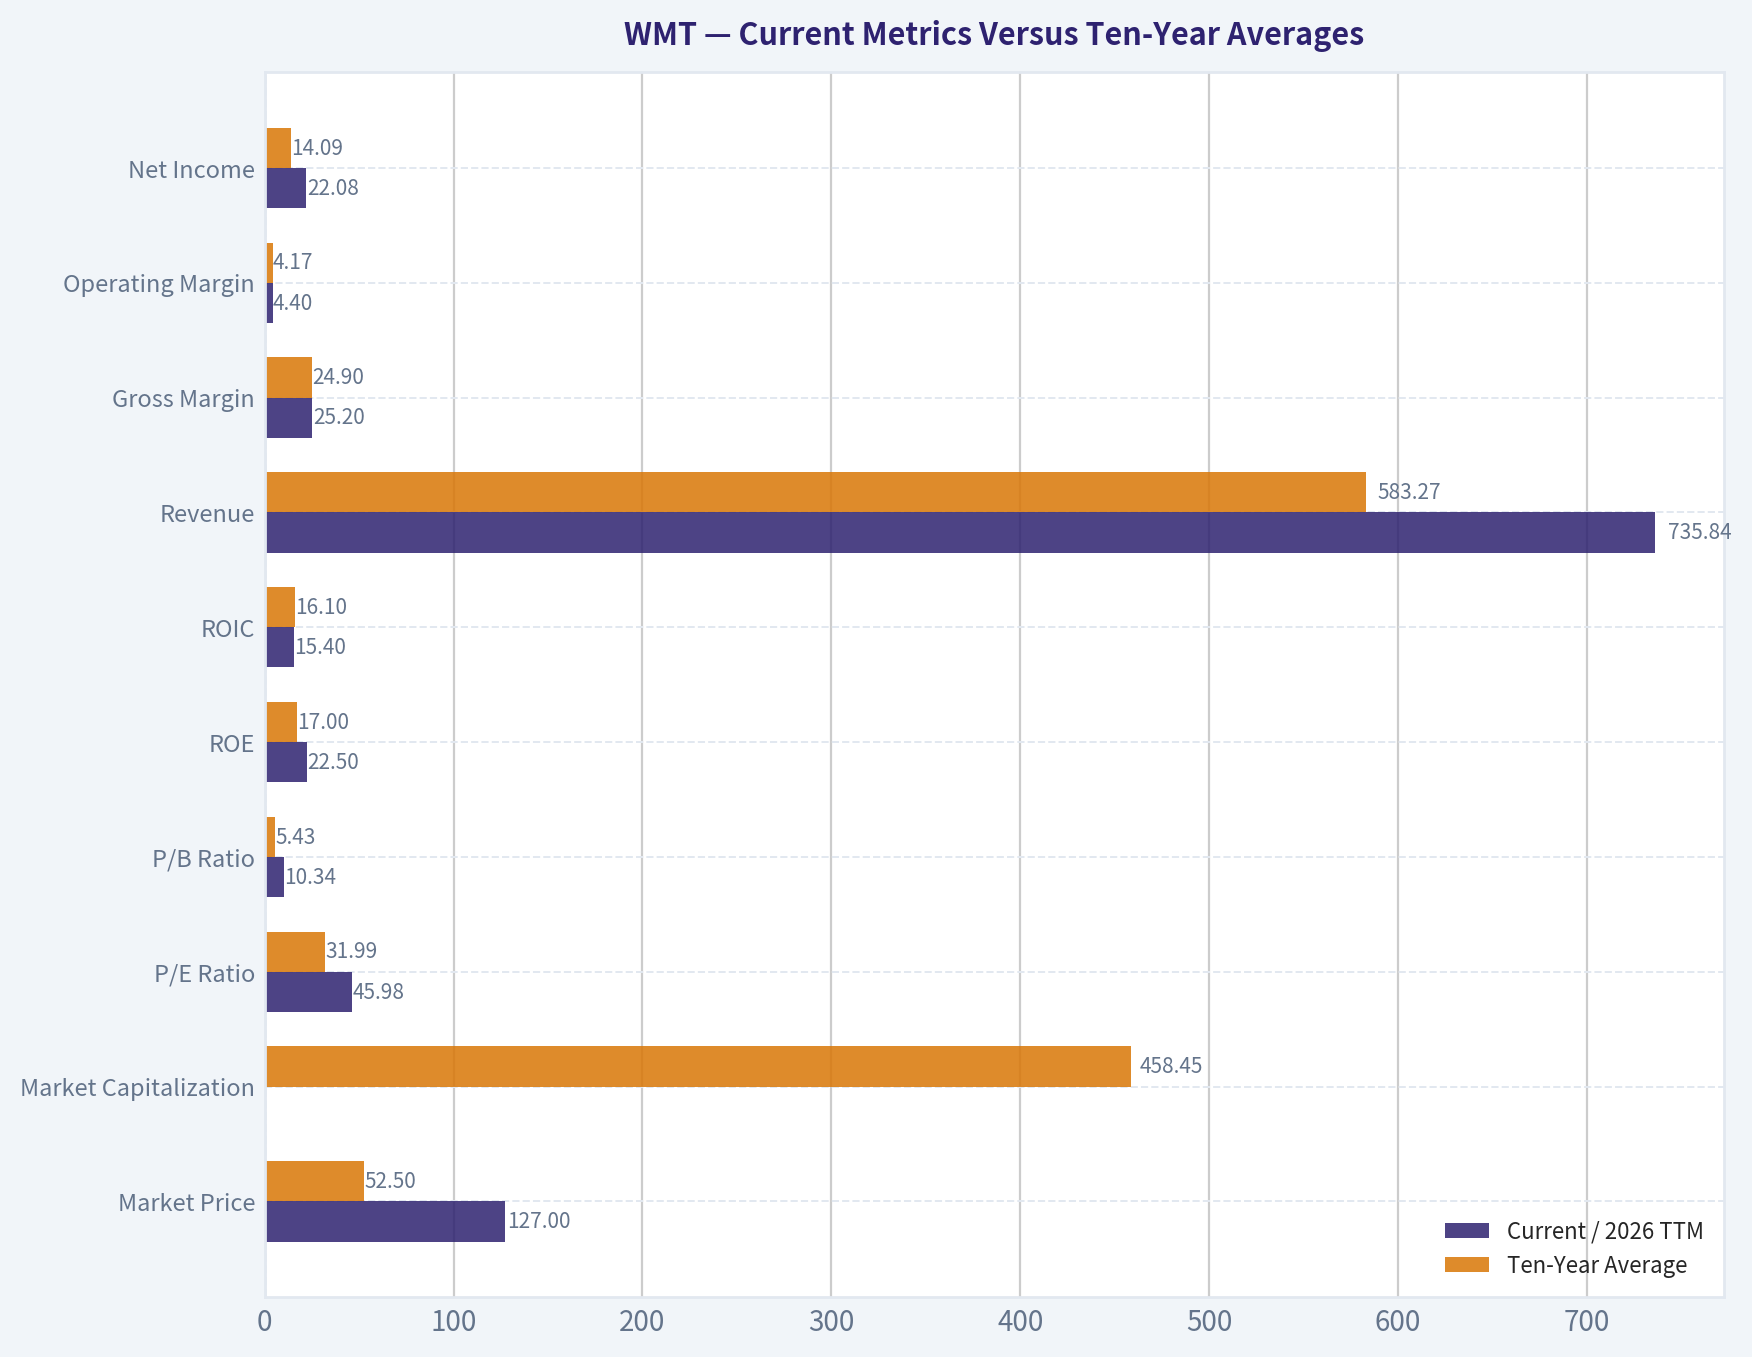 WMT — Current Metrics Versus Ten-Year Averages
Net Income
14.09
22.08
Operating Margin
4.17
4.40
Gross Margin
24.90
25.20
Revenue
583.27
735.84
ROIC
16.10
15.40
ROE
17.00
22.50
P/B Ratio
5.43
10.34
P/E Ratio
31.99
45.98
Market Capitalization
458.45
Market Price
52.50
127.00
Current / 2026 TTM
Ten-Year Average
0 100 200 300 400 500 600 700